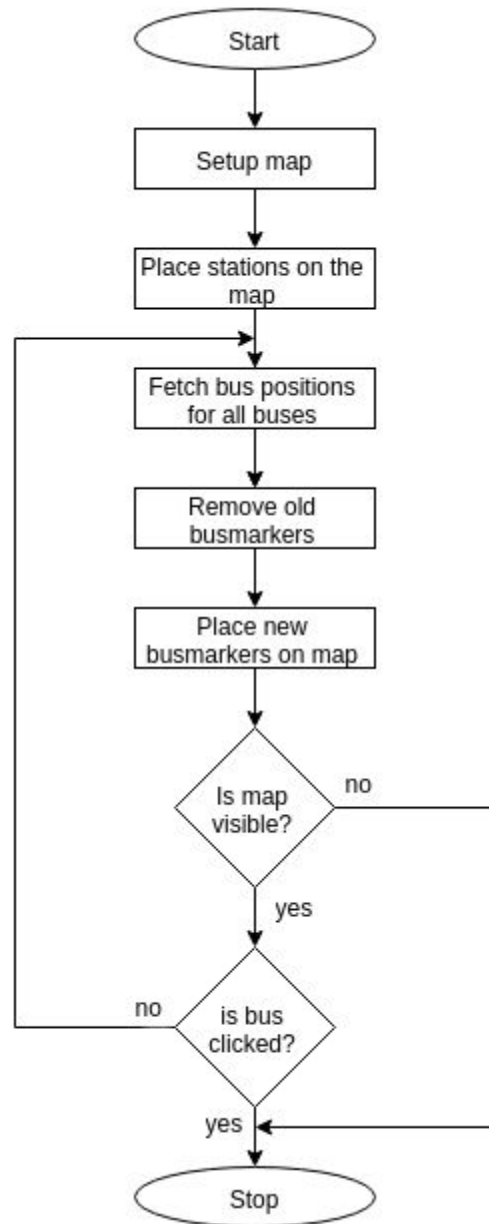 Start
Setup map
Place stations on the
map
Fetch bus positions
for all buses
Remove old
busmarkers
Place new
busmarkers on map
Is map
visible?
no
yes
is bus
clicked?
no
yes
Stop